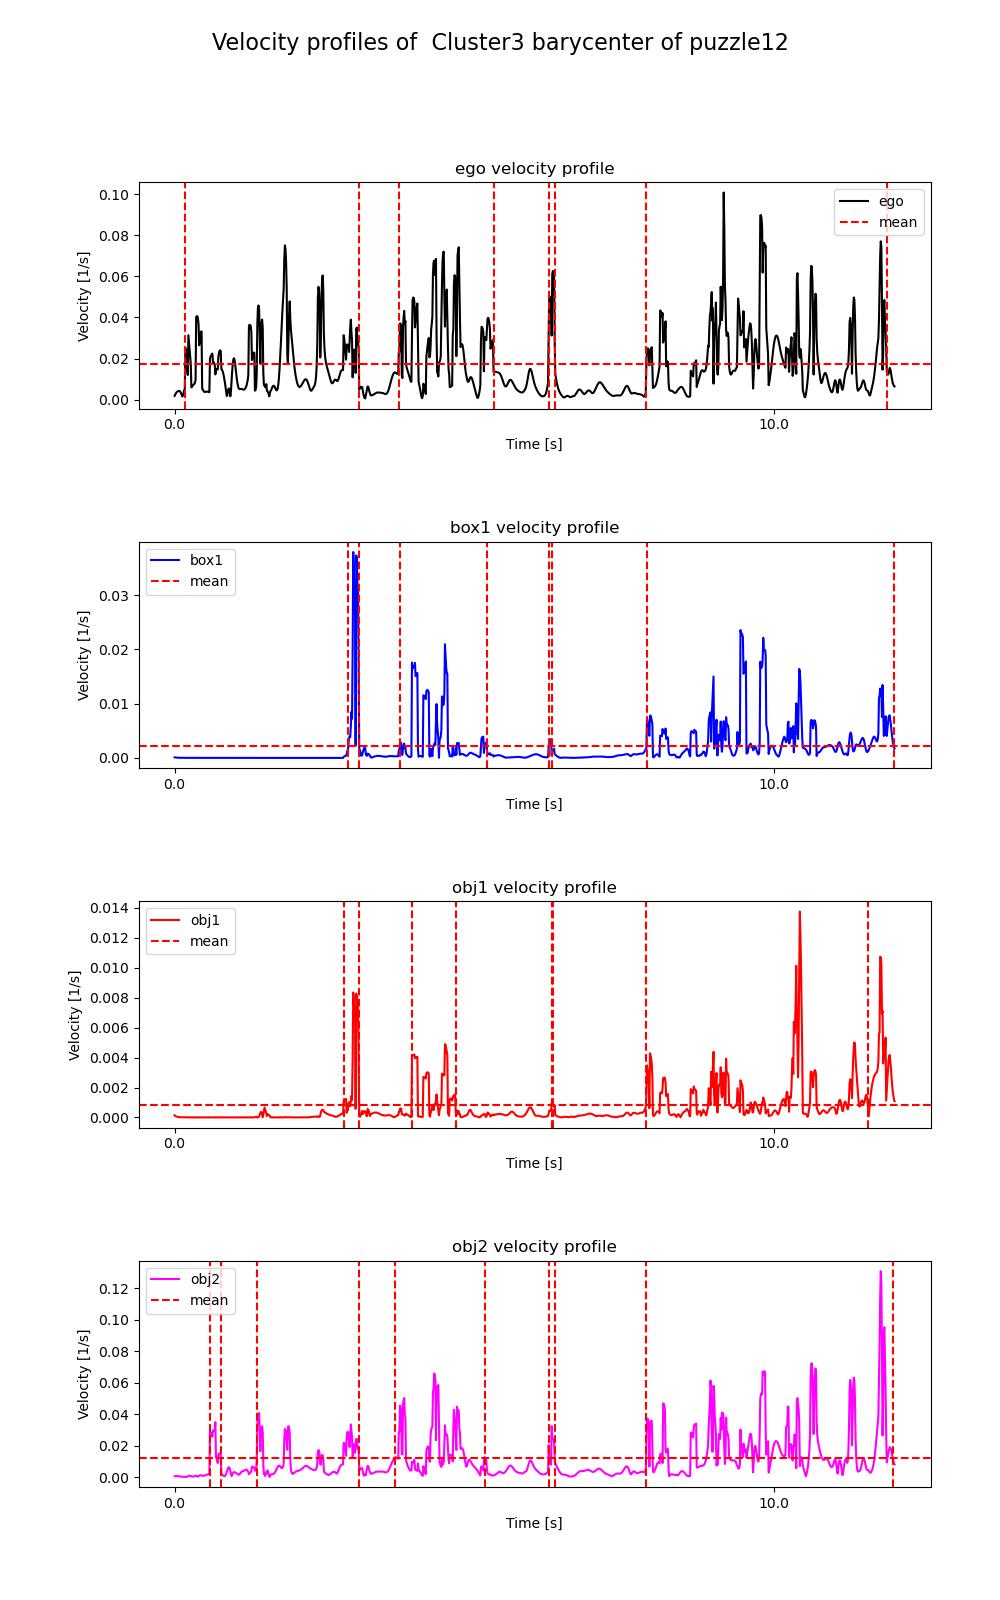 Velocity profiles of  Cluster3 barycenter of puzzle12
ego velocity profile
Velocity [1/s]
0.10
0.08
0.06
0.04
0.02
0.00
ego
mean
0.0
10.0
Time [s]
box1 velocity profile
Velocity [1/s]
0.03
0.02
0.01
0.00
box1
mean
0.0
10.0
Time [s]
obj1 velocity profile
Velocity [1/s]
0.014
0.012
0.010
0.008
0.006
0.004
0.002
0.000
obj1
mean
0.0
10.0
Time [s]
obj2 velocity profile
Velocity [1/s]
0.12
0.10
0.08
0.06
0.04
0.02
0.00
obj2
mean
0.0
10.0
Time [s]